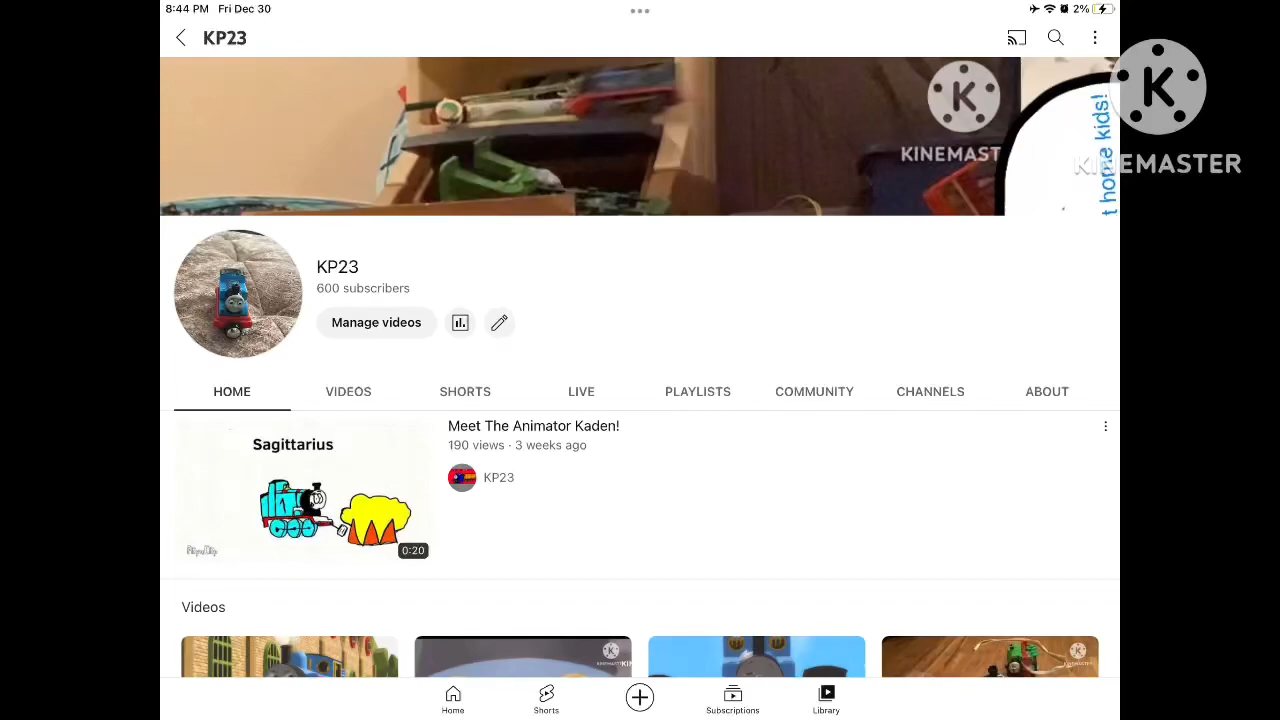 8:44 PM Fri Dec 30
2%
KP23
KINEMAST
t home kids!
KINEMASTER
KP23
600 subscribers
Manage videos
HOME VIDEOS SHORTS LIVE PLAYLISTS COMMUNITY CHANNELS ABOUT
Sagittarius
0:20
Meet The Animator Kaden!
190 views · 3 weeks ago
KP23
Videos
Home Shorts Subscriptions Library